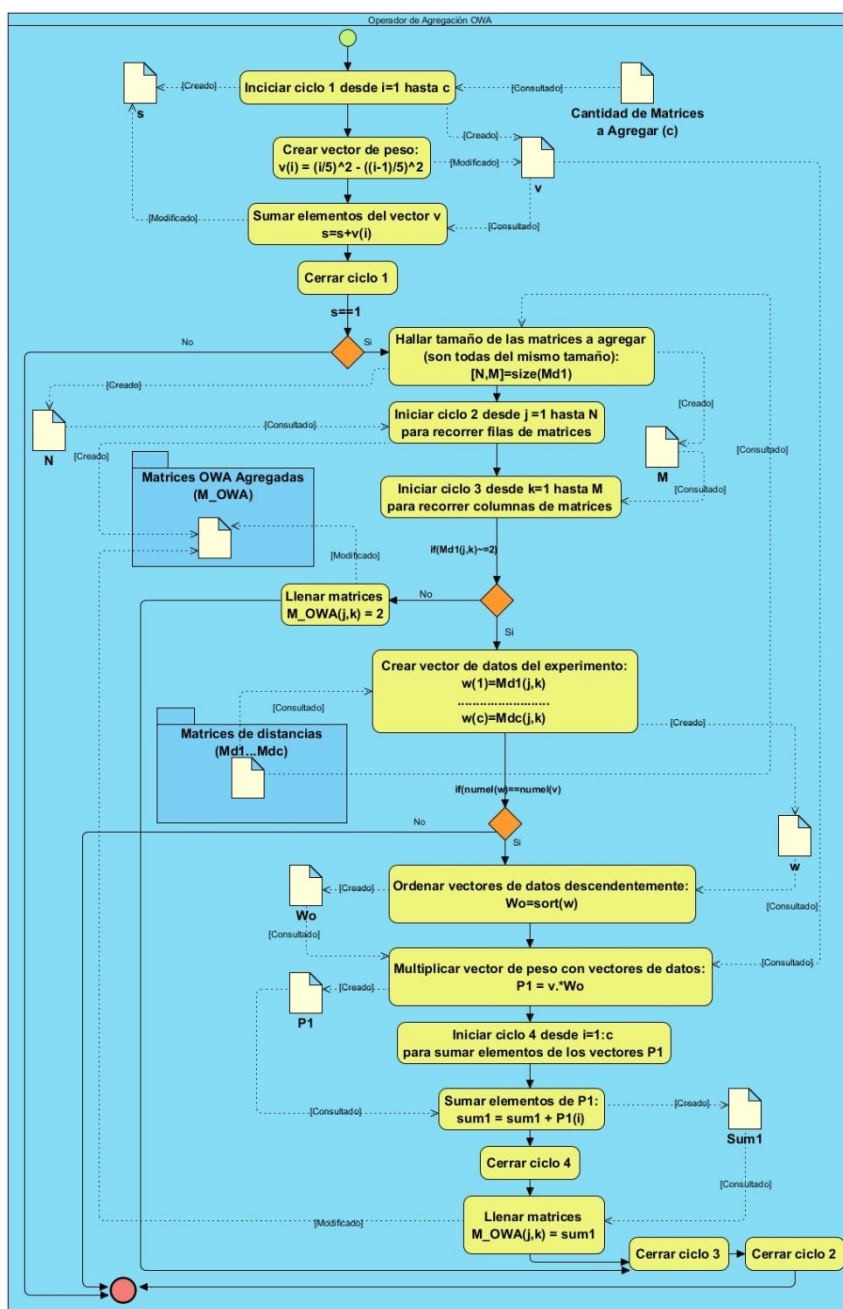 Operador de Agregación OWA
Inciciar ciclo 1 desde i=1 hasta c
[Creado]
s
[Consultado]
Cantidad de Matrices
a Agregar (c)
[Creado]
Crear vector de peso:
v(i) = (i/5)^2 - ((i-1)/5)^2
[Modificado]
v
[Modificado]
Sumar elementos del vector v
s=s+v(i)
[Consultado]
Cerrar ciclo 1
s==1
No
Si
Hallar tamaño de las matrices a agregar
(son todas del mismo tamaño):
[N,M]=size(Md1)
[Creado]
[Creado]
N
[Consultado]
Iniciar ciclo 2 desde j =1 hasta N
para recorrer filas de matrices
[Consultado]
[Creado]
M
[Consultado]
Matrices OWA Agregadas
(M_OWA)
Iniciar ciclo 3 desde k=1 hasta M
para recorrer columnas de matrices
if(Md1(j,k)~=2)
[Modificado]
Llenar matrices
M_OWA(j,k) = 2
No
Si
Crear vector de datos del experimento:
w(1)=Md1(j,k)
..........................
w(c)=Mdc(j,k)
[Consultado]
[Creado]
Matrices de distancias
(Md1...Mdc)
if(numel(w)==numel(v)
No
Si
w
Ordenar vectores de datos descendentemente:
Wo=sort(w)
[Creado]
Wo
[Consultado]
[Consultado]
[Consultado]
Multiplicar vector de peso con vectores de datos:
P1 = v.*Wo
[Consultado]
[Creado]
P1
Iniciar ciclo 4 desde i=1:c
para sumar elementos de los vectores P1
Sumar elementos de P1:
sum1 = sum1 + P1(i)
[Consultado]
[Creado]
Sum1
Cerrar ciclo 4
[Consultado]
Llenar matrices
M_OWA(j,k) = sum1
[Modificado]
Cerrar ciclo 3
Cerrar ciclo 2